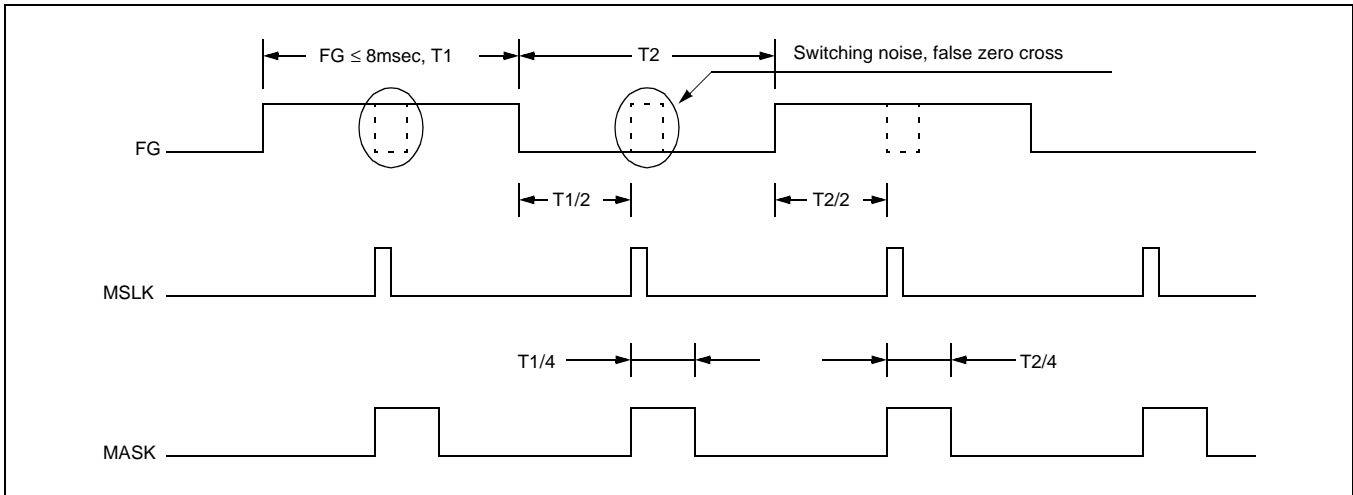 FG ≤ 8msec, T1
T2
Switching noise, false zero cross
FG
T1/2
T2/2
MSLK
T1/4
T2/4
MASK